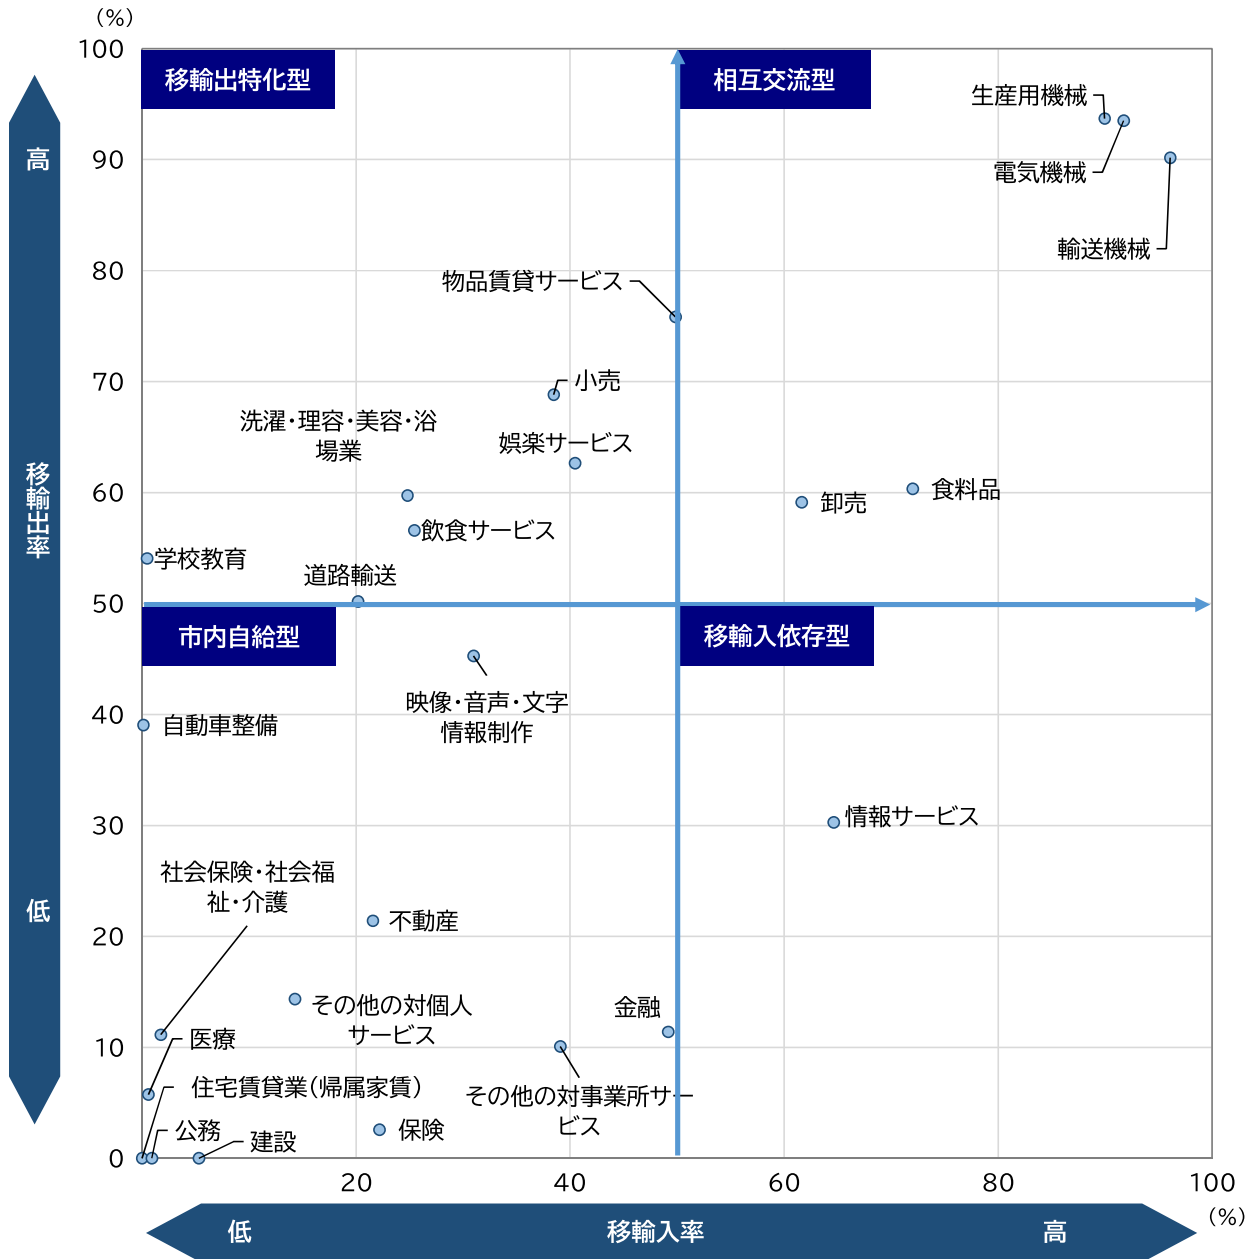 (%)
100
移輸出特化型
相互交流型
生産用機械
高
90
電気機械
輸送機械
80
物品賃貸サービス
70
小売
洗濯・理容・美容・浴
場業
娯楽サービス
移輸出率
60
卸売
食料品
飲食サービス
学校教育
道路輸送
50
市内自給型
移輸入依存型
映像・音声・文字
情報制作
40
自動車整備
30
情報サービス
社会保険・社会福
祉・介護
低
不動産
20
その他の対個人
サービス
金融
医療
10
住宅賃貸業(帰属家賃)
その他の対事業所サー
ビス
公務
保険
建設
0
20
40
60
80
100
(%)
低
移輸入率
高